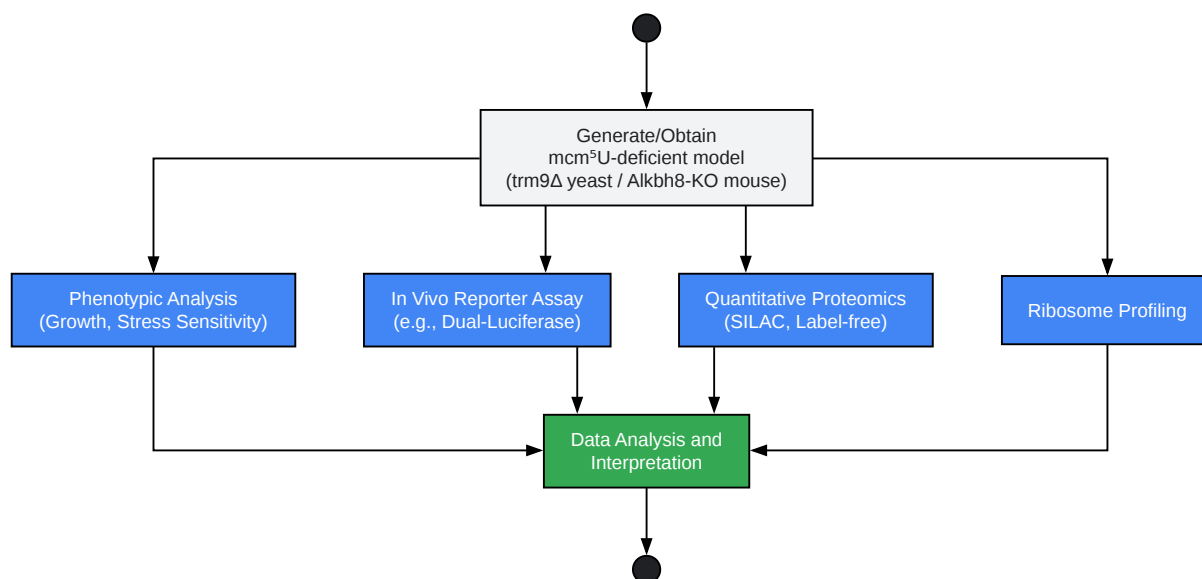 Generate/Obtain
mcm⁵U-deficient model
(trm9Δ yeast / Alkbh8-KO mouse)
Phenotypic Analysis
(Growth, Stress Sensitivity)
In Vivo Reporter Assay
(e.g., Dual-Luciferase)
Quantitative Proteomics
(SILAC, Label-free)
Ribosome Profiling
Data Analysis and
Interpretation